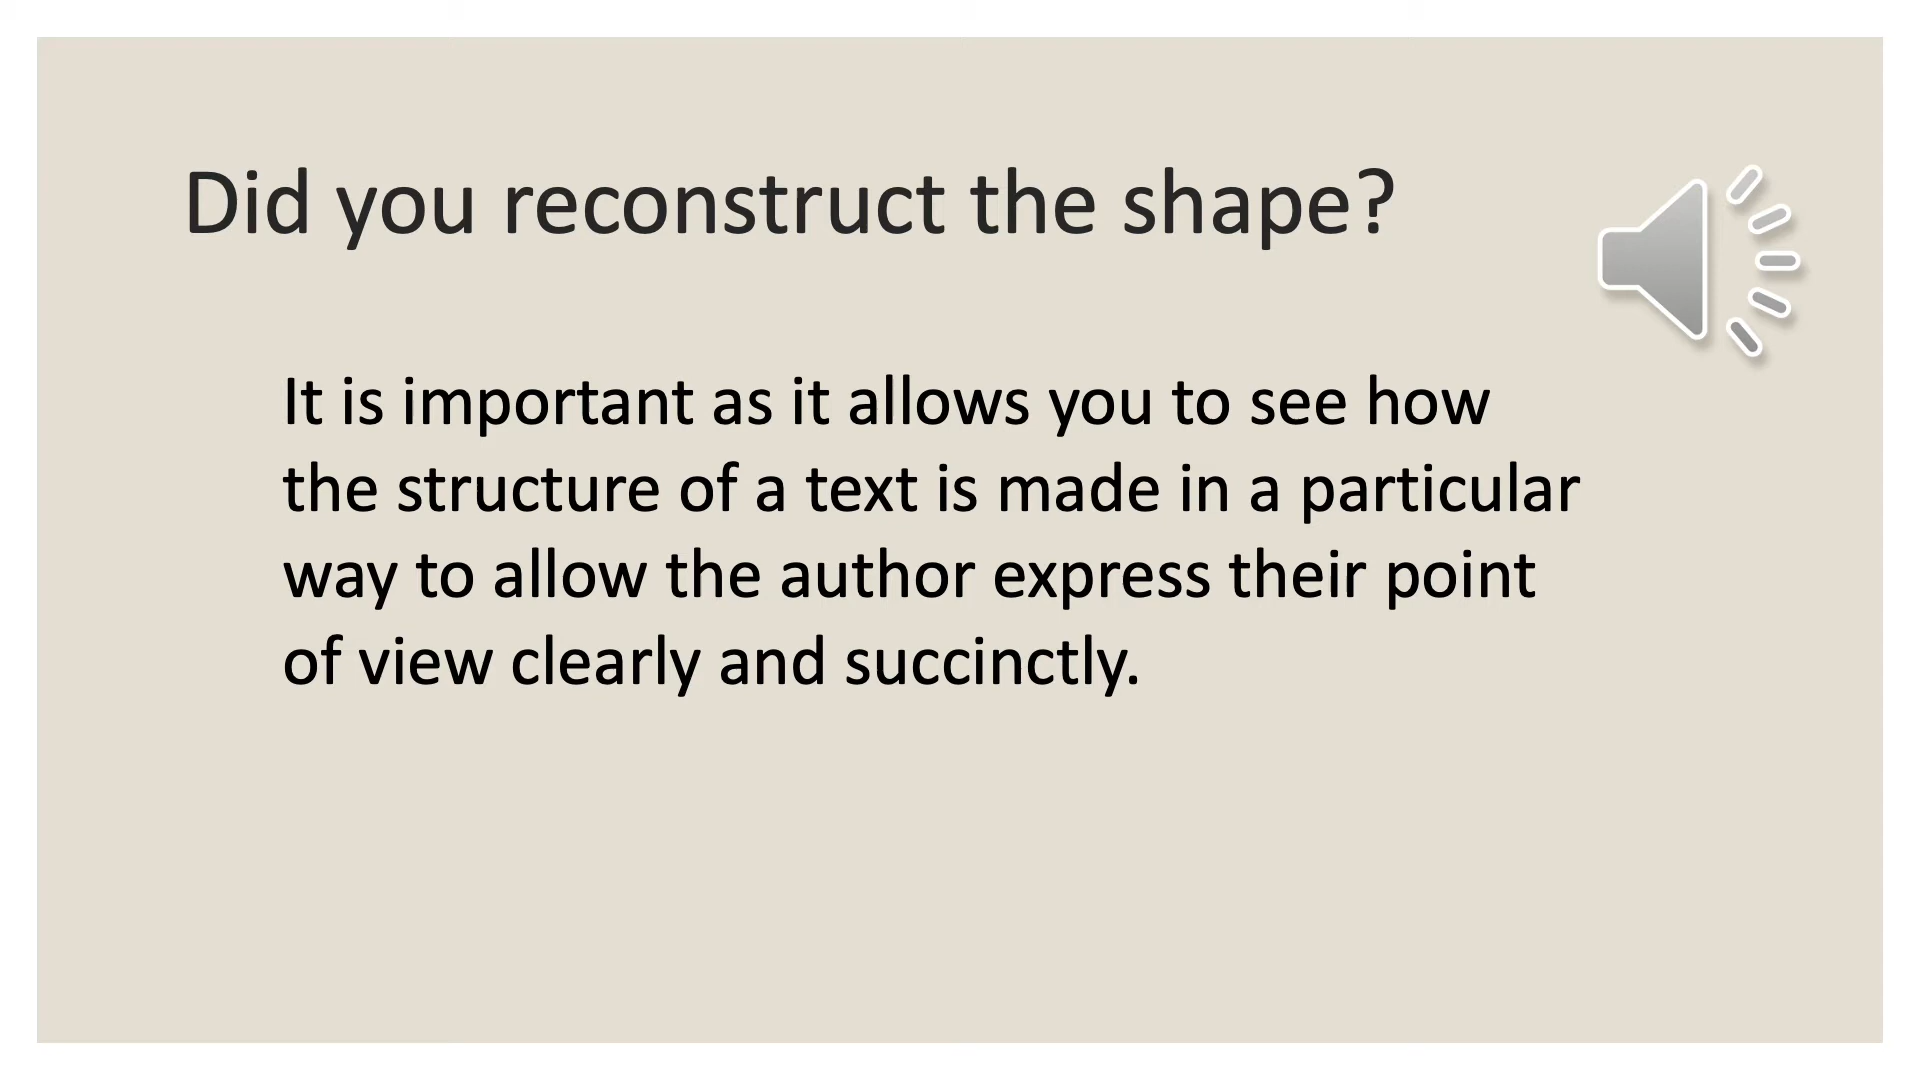 Did you reconstruct the shape?
It is important as it allows you to see how
the structure of a text is made in a particular
way to allow the author express their point
of view clearly and succinctly.